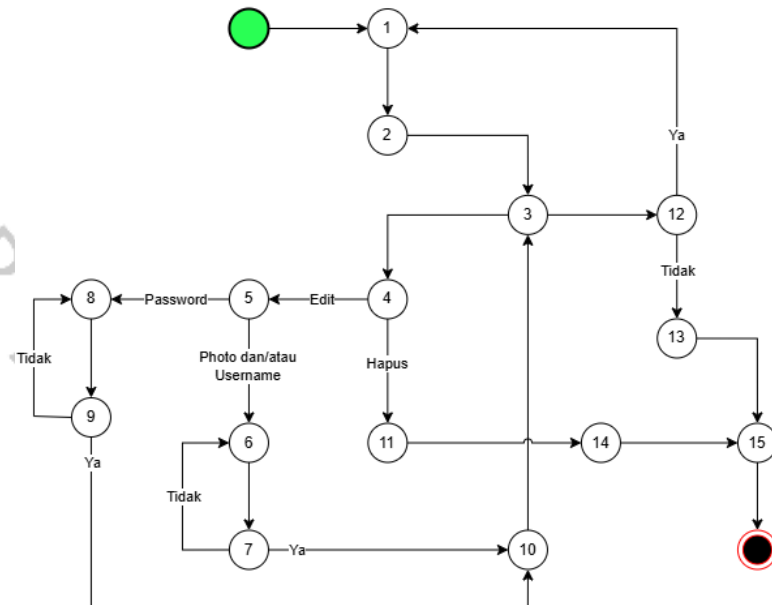 1
2
Ya
3
12
Tidak
8
Password
5
Edit
4
13
Tidak
Photo dan/atau
Username
Hapus
9
6
11
14
15
Ya
Tidak
7
Ya
10